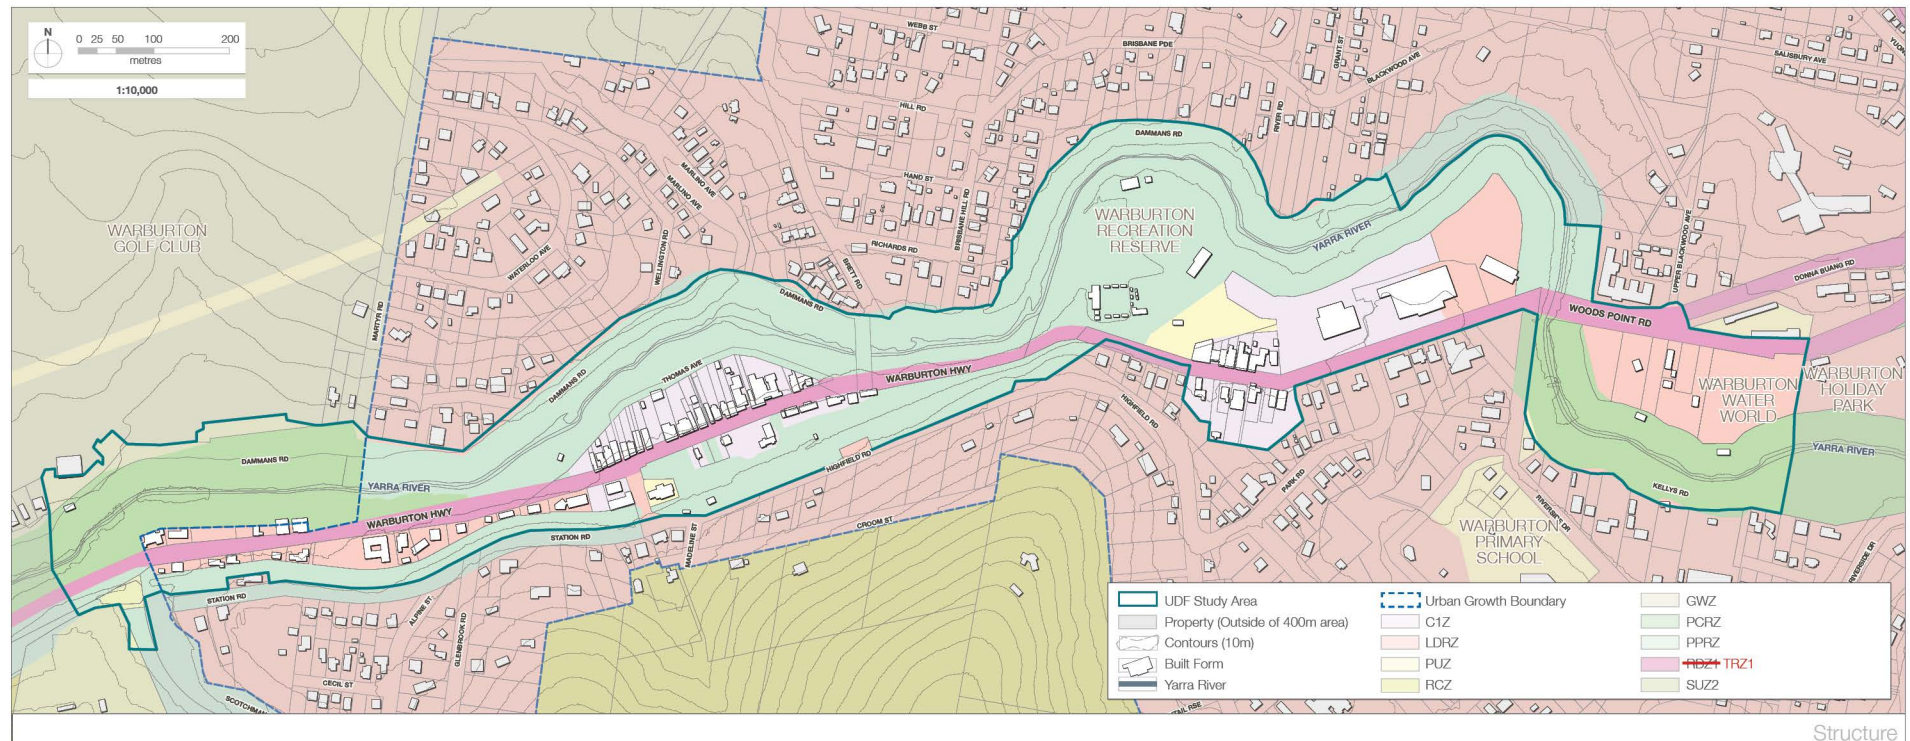 N
0 25 50 100 200
metres
1:10,000
WEBB ST
BRISBANE PDE
GRANT ST
BLACKWOOD AVE
SALISBURY AVE
HILL RD
RIVER RD
DAMMANS RD
MARLINO AVE
MARLINO AVE
HAND ST
BRISBANE HILL RD
WARBURTON
RECREATION
RESERVE
YARRA RIVER
WARBURTON
GOLF CLUB
WATERLOO AVE
WELLINGTON RD
RICHARDS RD
BRETT RD
UPPER BLACKWOOD AVE
DONNA BUANG RD
MARTYR RD
DAMMANS RD
WOODS POINT RD
THOMAS AVE
DAMMANS RD
WARBURTON HWY
WARBURTON
WATER
WORLD
WARBURTON
HOLIDAY
PARK
HIGHFIELD RD
YARRA RIVER
DAMMANS RD
HIGHFIELD RD
YARRA RIVER
PARK RD
KELLYS RD
RIVERSIDE DR
WARBURTON HWY
CROOM ST
STATION RD
MADELINE ST
WARBURTON
PRIMARY
SCHOOL
RIVERSIDE DR
STATION RD
ALPINE ST
GLENBROOK RD
CECIL ST
SCOTCHMA
TAIL RSE
UDF Study Area
Property (Outside of 400m area)
Contours (10m)
Built Form
Yarra River
Urban Growth Boundary
C1Z
LDRZ
PUZ
RCZ
GWZ
PCRZ
PPRZ
RDZ1 TRZ1
SUZ2
Structure